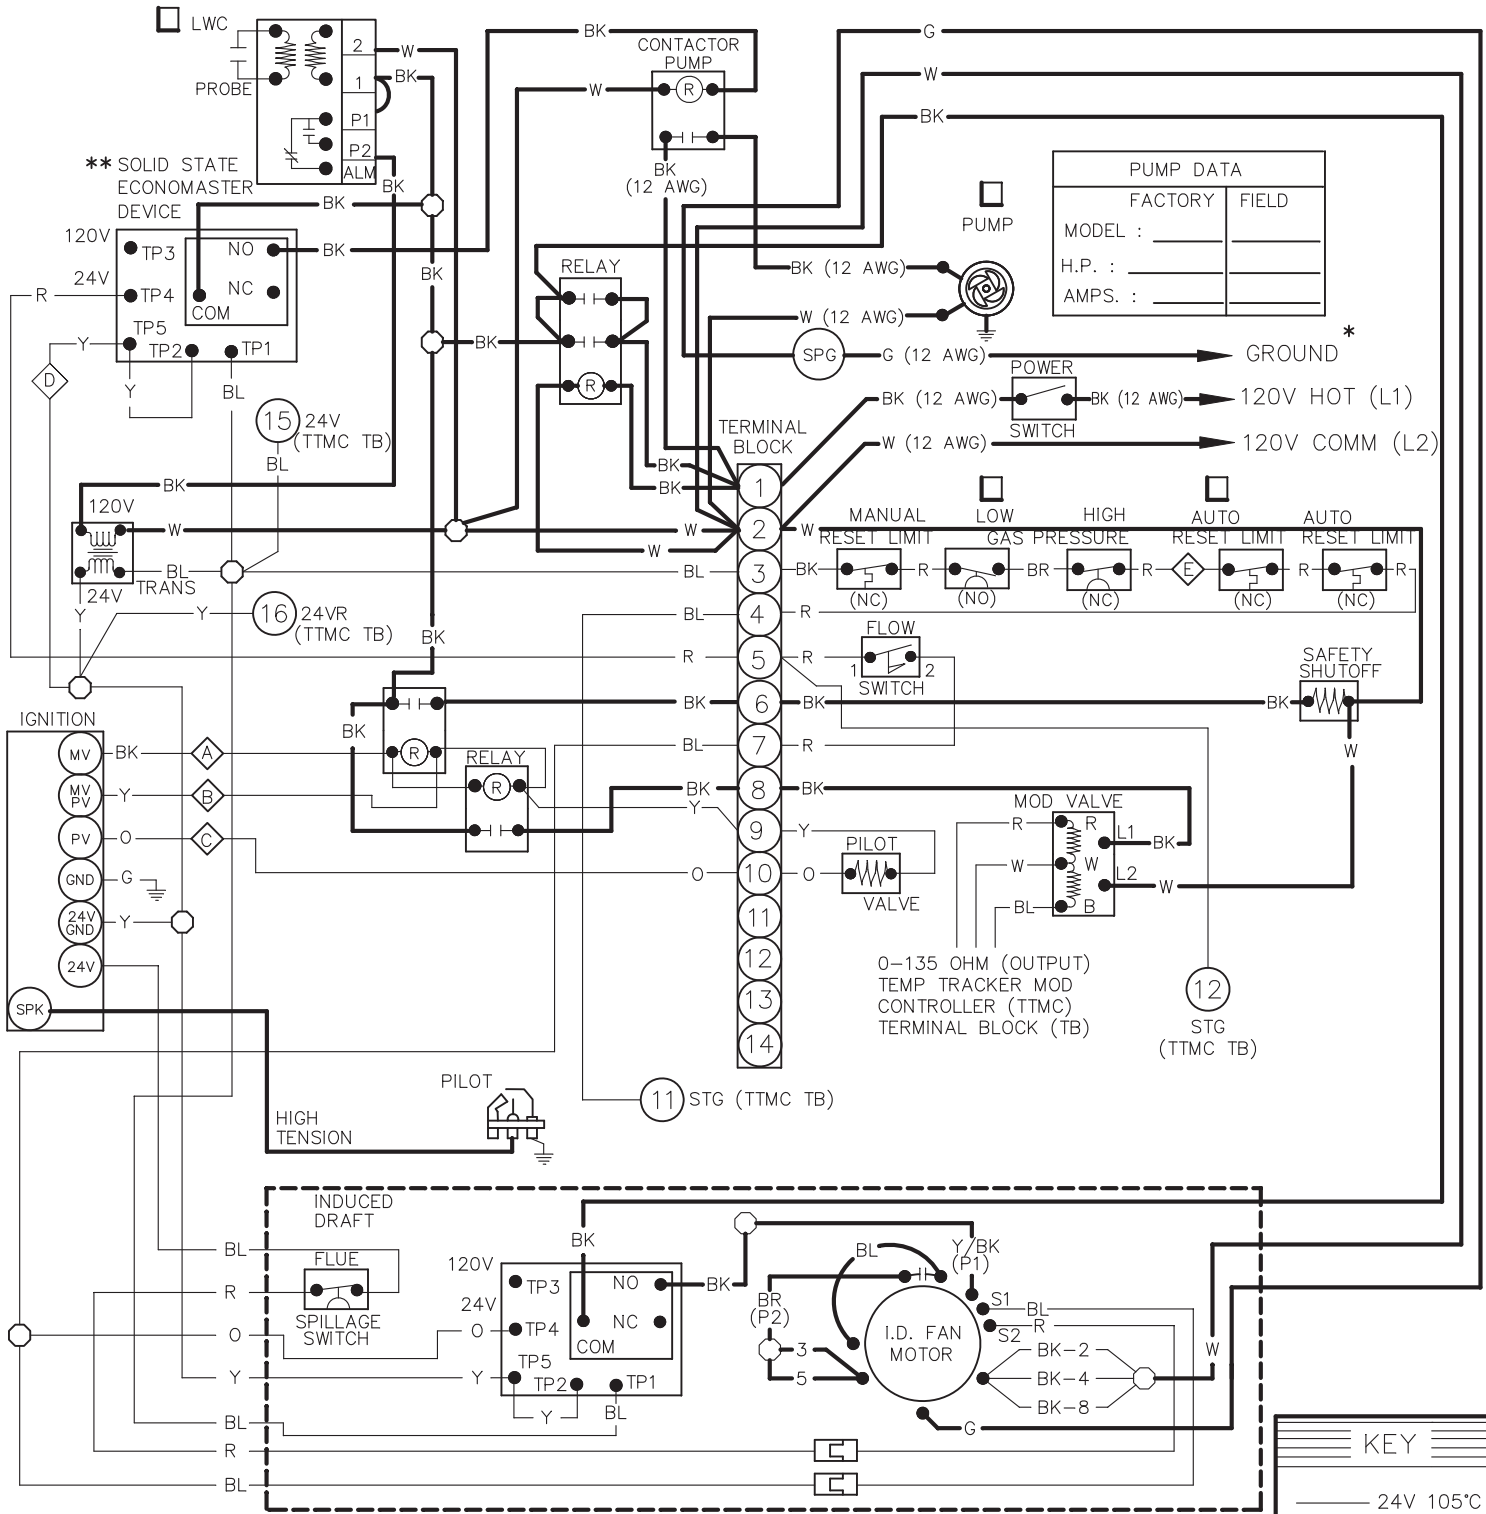 LWC
PROBE
2
1
P1
P2
ALM
W
BK
BK
** SOLID STATE
ECONOMASTER
DEVICE
BK
BK
BK
120V
TP3
24V
TP4
TP5
TP2
TP1
NO
NC
COM
R
Y
Y
BL
D
15
24V
(TTMC TB)
BL
BK
120V
W
BL
TRANS
24V
Y
Y
16
24VR
(TTMC TB)
BK
CONTACTOR
PUMP
R
W
BK
BK
(12 AWG)
RELAY
BK
R
BK
BK
W
W
G
W
BK
PUMP
BK (12 AWG)
W (12 AWG)
SPG
G (12 AWG)
PUMP DATA
FACTORY
FIELD
MODEL :
H.P. :
AMPS. :
GROUND *
POWER
SWITCH
BK (12 AWG)
BK (12 AWG)
120V HOT (L1)
W (12 AWG)
120V COMM (L2)
TERMINAL
BLOCK
1
2
3
4
5
6
7
8
9
10
11
12
13
14
W
MANUAL
RESET LIMIT
LOW
HIGH
GAS PRESSURE
AUTO
RESET LIMIT
AUTO
RESET LIMIT
BL
BK
R
BR
R
E
R
R
(NC)
(NO)
(NC)
(NC)
(NC)
BL
R
FLOW
SWITCH
1
2
R
R
BK
BK
BK
SAFETY
SHUTOFF
W
BL
R
BK
BK
Y
Y
O
O
PILOT
VALVE
MOD VALVE
R
W
BL
R
W
B
L1
L2
BK
W
0-135 OHM (OUTPUT)
TEMP TRACKER MOD
CONTROLLER (TTMC)
TERMINAL BLOCK (TB)
12
STG
(TTMC TB)
11
STG (TTMC TB)
IGNITION
MV
BK
A
MV
PV
Y
B
PV
O
C
GND
G
24V
GND
Y
24V
SPK
BK
R
RELAY
R
PILOT
HIGH
TENSION
INDUCED
DRAFT
FLUE
SPILLAGE
SWITCH
BL
R
O
Y
BL
R
BL
BK
120V
TP3
24V
TP4
TP5
TP2
TP1
NO
NC
COM
O
Y
Y
BL
BK
BL
Y/BK
(P1)
BR
(P2)
3
5
I.D. FAN
MOTOR
S1
S2
BL
R
BK-2
BK-4
BK-8
G
W
KEY
24V 105°C